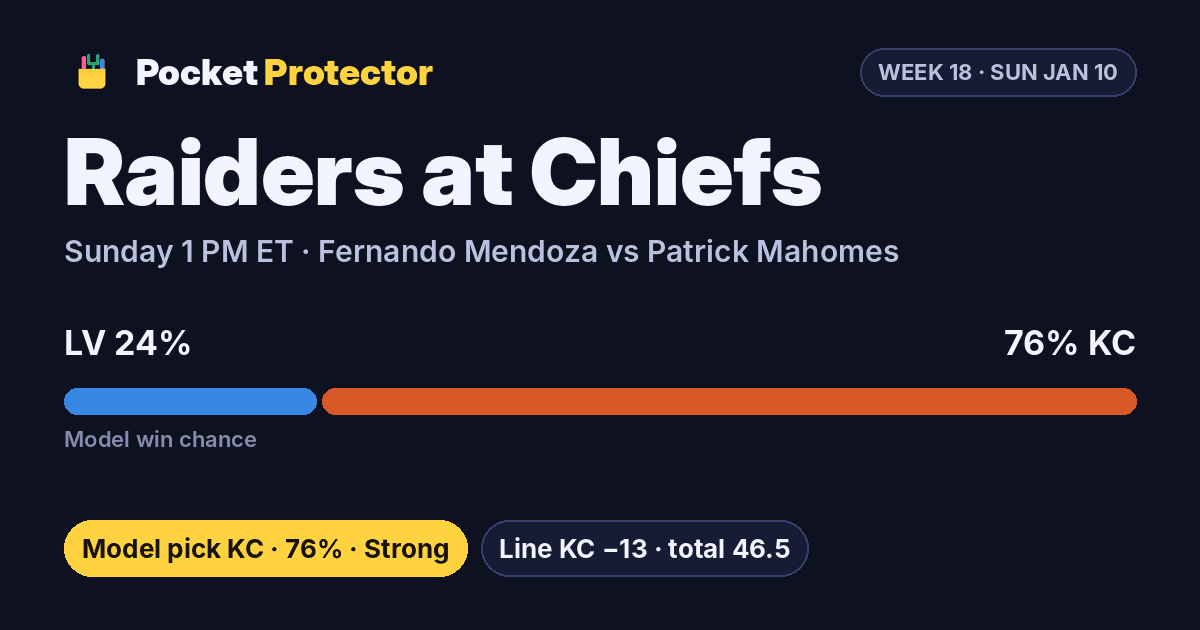 Pocket Protector
WEEK 18 · SUN JAN 10
Raiders at Chiefs
Sunday 1 PM ET · Fernando Mendoza vs Patrick Mahomes
LV 24%
76% KC
Model win chance
Model pick KC · 76% · Strong
Line KC −13 · total 46.5